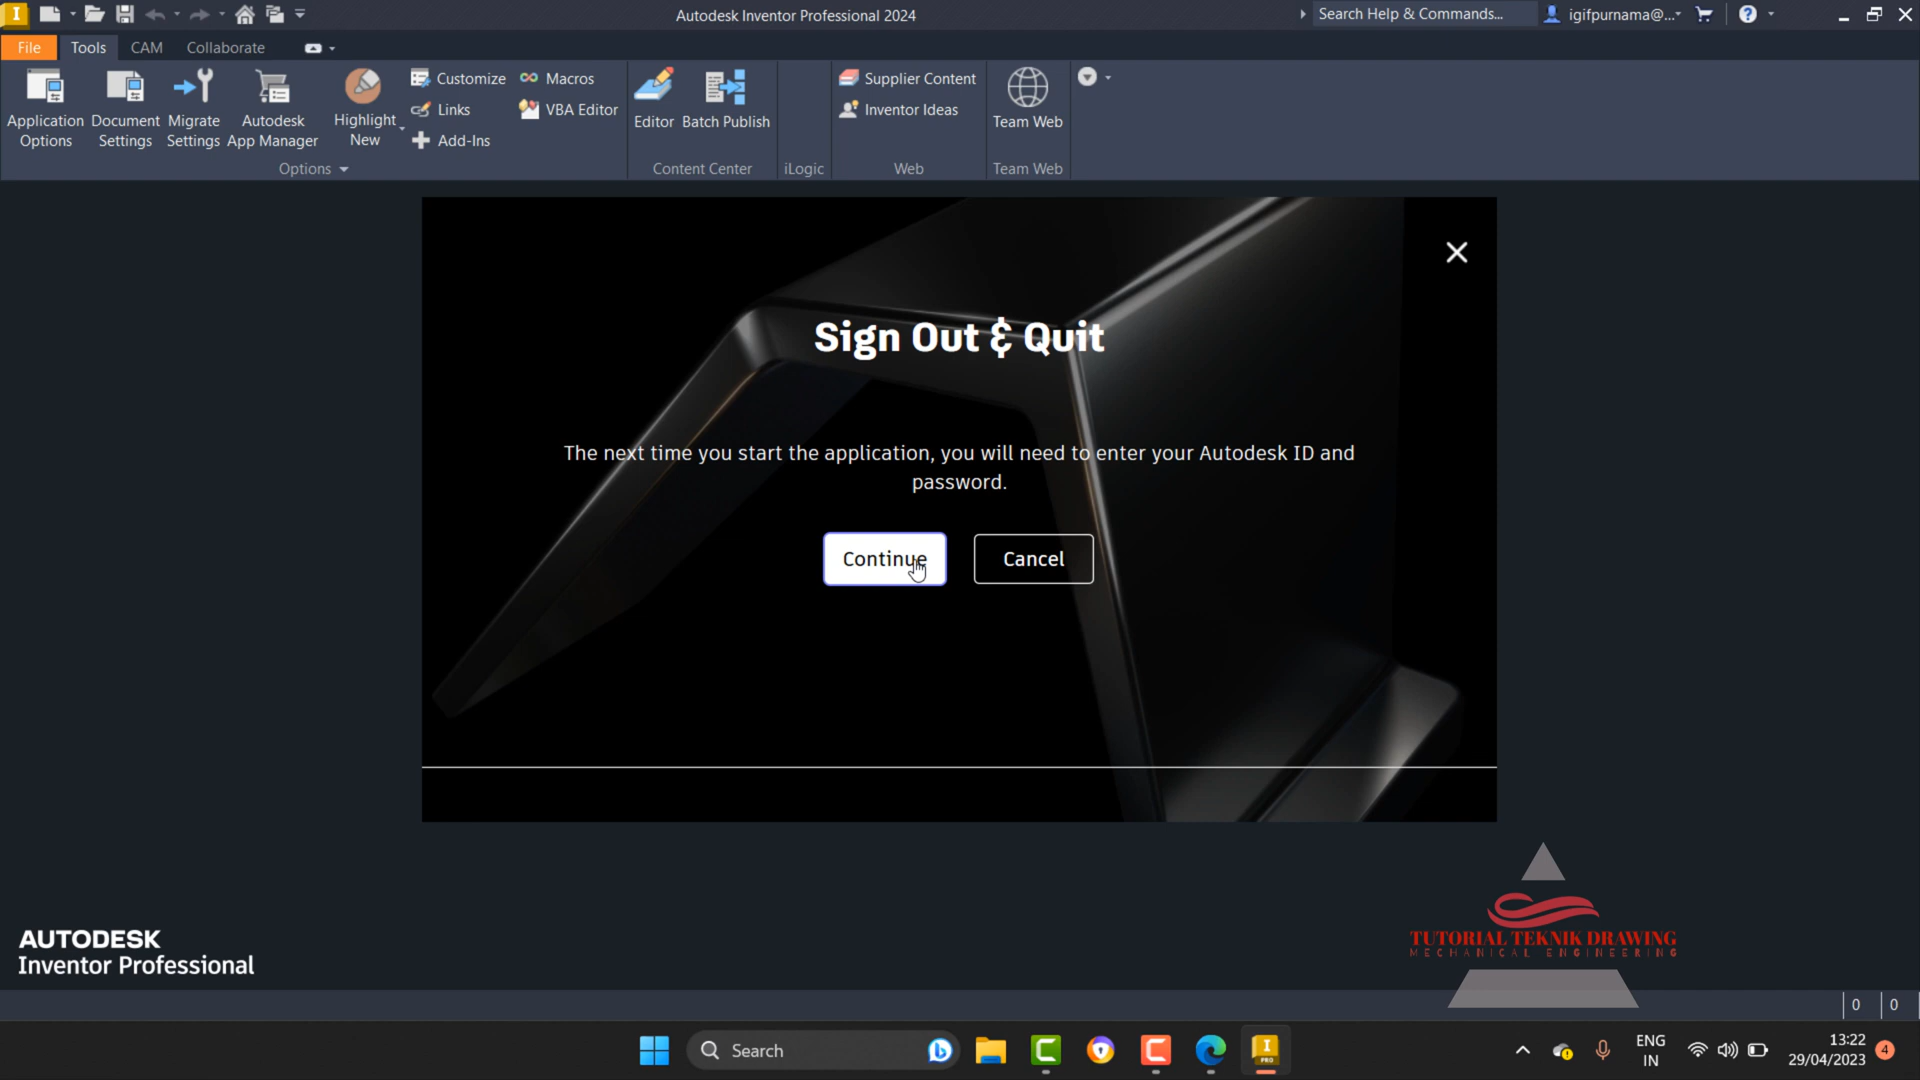 Autodesk Inventor Professional 2024
Search Help & Commands...
igifpurnama@...
File
Tools
CAM
Collaborate
Application
Options
Document
Settings
Migrate
Settings
Autodesk
App Manager
Highlight
New
Customize
Links
Add-Ins
Macros
VBA Editor
Editor
Batch Publish
Supplier Content
Inventor Ideas
Team Web
Options
Content Center
iLogic
Web
Team Web
Sign Out & Quit
The next time you start the application, you will need to enter your Autodesk ID and
password.
Continue
Cancel
AUTODESK
Inventor Professional
TUTORIAL TEKNIK DRAWING
MECHANICAL ENGINEERING
0
0
Search
I
PRO
ENG
IN
13:22
29/04/2023
4